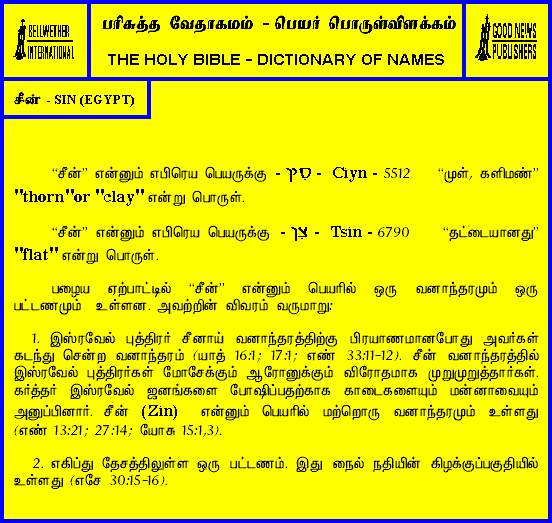 BELLWETHER
INTERNATIONAL
பரிசுத்த வேதாகமம் - பெயர் பொருள்விளக்கம்
THE HOLY BIBLE - DICTIONARY OF NAMES
GOOD NEWS
PUBLISHERS
சீன் - SIN (EGYPT)
“சீன்” என்னும் எபிரெய பெயருக்கு - סִין - Ciyn - 5512 “முள், களிமண்”
"thorn"or "clay" என்று பொருள்.
“சீன்” என்னும் எபிரெய பெயருக்கு - צִן - Tsin - 6790 “தட்டையானது”
"flat" என்று பொருள்.
பழைய ஏற்பாட்டில் “சீன்” என்னும் பெயரில் ஒரு வனாந்தரமும் ஒரு
பட்டணமும் உள்ளன. அவற்றின் விவரம் வருமாறு:
1. இஸ்ரவேல் புத்திரர் சீனாய் வனாந்தரத்திற்கு பிரயாணமானபோது அவர்கள்
கடந்து சென்ற வனாந்தரம் (யாத் 16:1; 17:1; எண் 33:11-12). சீன் வனாந்தரத்தில்
இஸ்ரவேல் புத்திரர்கள் மோசேக்கும் ஆரோனுக்கும் விரோதமாக முறுமுறுத்தார்கள்.
கர்த்தர் இஸ்ரவேல் ஜனங்களை போஷிப்பதற்காக காடைகளையும் மன்னாவையும்
அனுப்பினார். சீன் (Zin) என்னும் பெயரில் மற்றொரு வனாந்தரமும் உள்ளது
(எண் 13:21; 27:14; யோசு 15:1,3).
2. எகிப்து தேசத்திலுள்ள ஒரு பட்டணம். இது நைல் நதியின் கிழக்குப்பகுதியில்
உள்ளது (எசே 30:15-16).